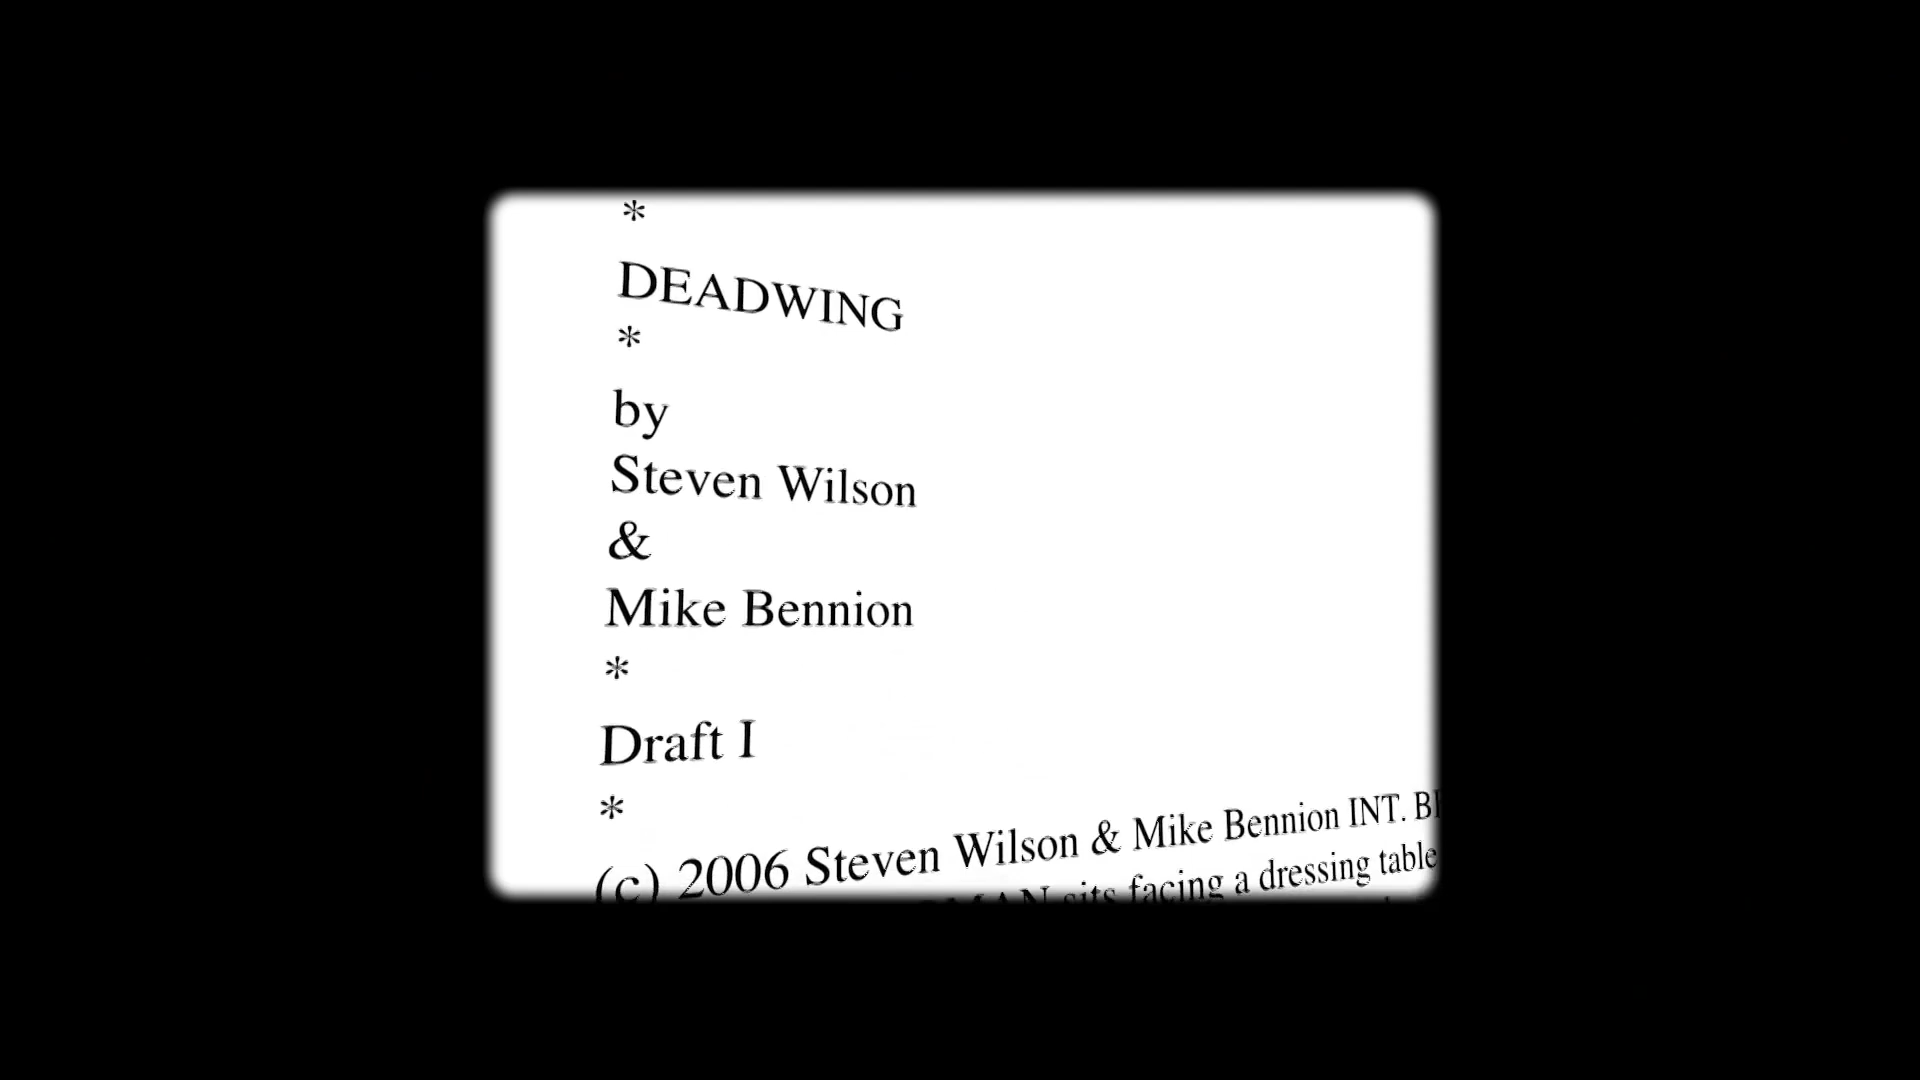 *
DEADWING
*
by
Steven Wilson
&
Mike Bennion
*
Draft I
*
(c) 2006 Steven Wilson & Mike Bennion INT.
sits facing a dressing table